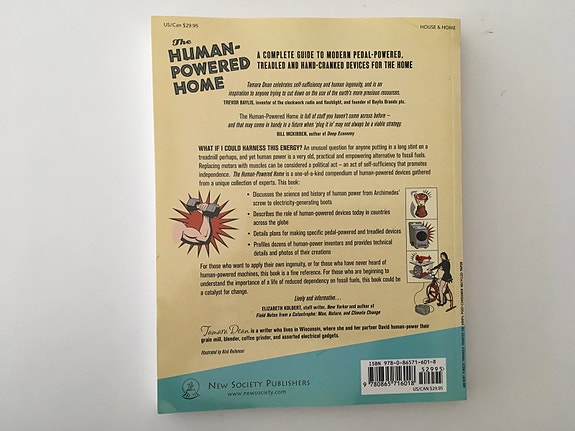 US/Can $29.95
HOUSE & HOME
The
HUMAN-
POWERED
HOME
A COMPLETE GUIDE TO MODERN PEDAL-POWERED,
TREADLED AND HAND-CRANKED DEVICES FOR THE HOME
Tamara Dean celebrates self-sufficiency and human ingenuity, and is an
inspiration to anyone trying to cut down on the use of the earth's more precious resources.
TREVOR BAYLIS, inventor of the clockwork radio and flashlight, and founder of Baylis Brands plc.
The Human-Powered Home is full of stuff you haven't come across before –
and that may come in handy in a future when 'plug it in' may not always be a viable strategy.
BILL MCKIBBEN, author of Deep Economy
WHAT IF I COULD HARNESS THIS ENERGY? An unusual question for anyone putting in a long stint on a
treadmill perhaps, and yet human power is a very old, practical and empowering alternative to fossil fuels.
Replacing motors with muscles can be considered a political act – an act of self-sufficiency that promotes
independence. The Human-Powered Home is a one-of-a-kind compendium of human-powered devices gathered
from a unique collection of experts. This book:
• Discusses the science and history of human power from Archimedes'
screw to electricity-generating boots
• Describes the role of human-powered devices today in countries
across the globe
• Details plans for making specific pedal-powered and treadled devices
• Profiles dozens of human-power inventors and provides technical
details and photos of their creations
For those who want to apply their own ingenuity, or for those who have never heard of
human-powered machines, this book is a fine reference. For those who are beginning to
understand the importance of a life of reduced dependency on fossil fuels, this book could be
a catalyst for change.
Lively and informative...
ELIZABETH KOLBERT, staff writer, New Yorker and author of
Field Notes from a Catastrophe: Man, Nature, and Climate Change
Tamara Dean is a writer who lives in Wisconsin, where she and her partner David human-power their
grain mill, blender, coffee grinder, and assorted electrical gadgets.
Illustrated by
NEW SOCIETY PUBLISHERS
www.newsociety.com
ISBN 978-0-86571-601-8
52995
9 780865 716018
US/CAN $29.95